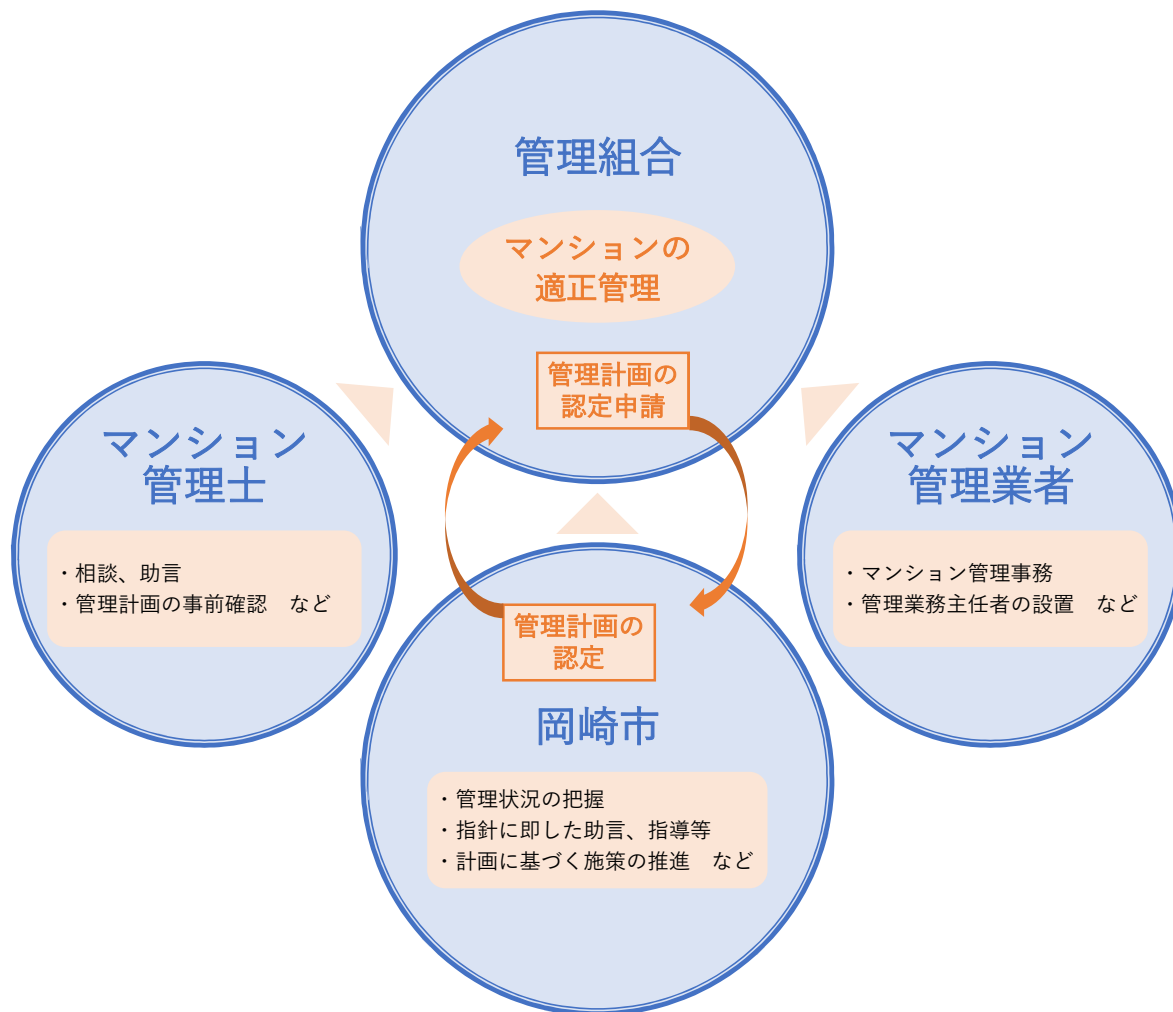 管理組合
マンションの
適正管理
管理計画の
認定申請
マンション
管理士
・相談、助言
・管理計画の事前確認　など
マンション
管理業者
・マンション管理事務
・管理業務主任者の設置　など
管理計画の
認定
岡崎市
・管理状況の把握
・指針に即した助言、指導等
・計画に基づく施策の推進　など